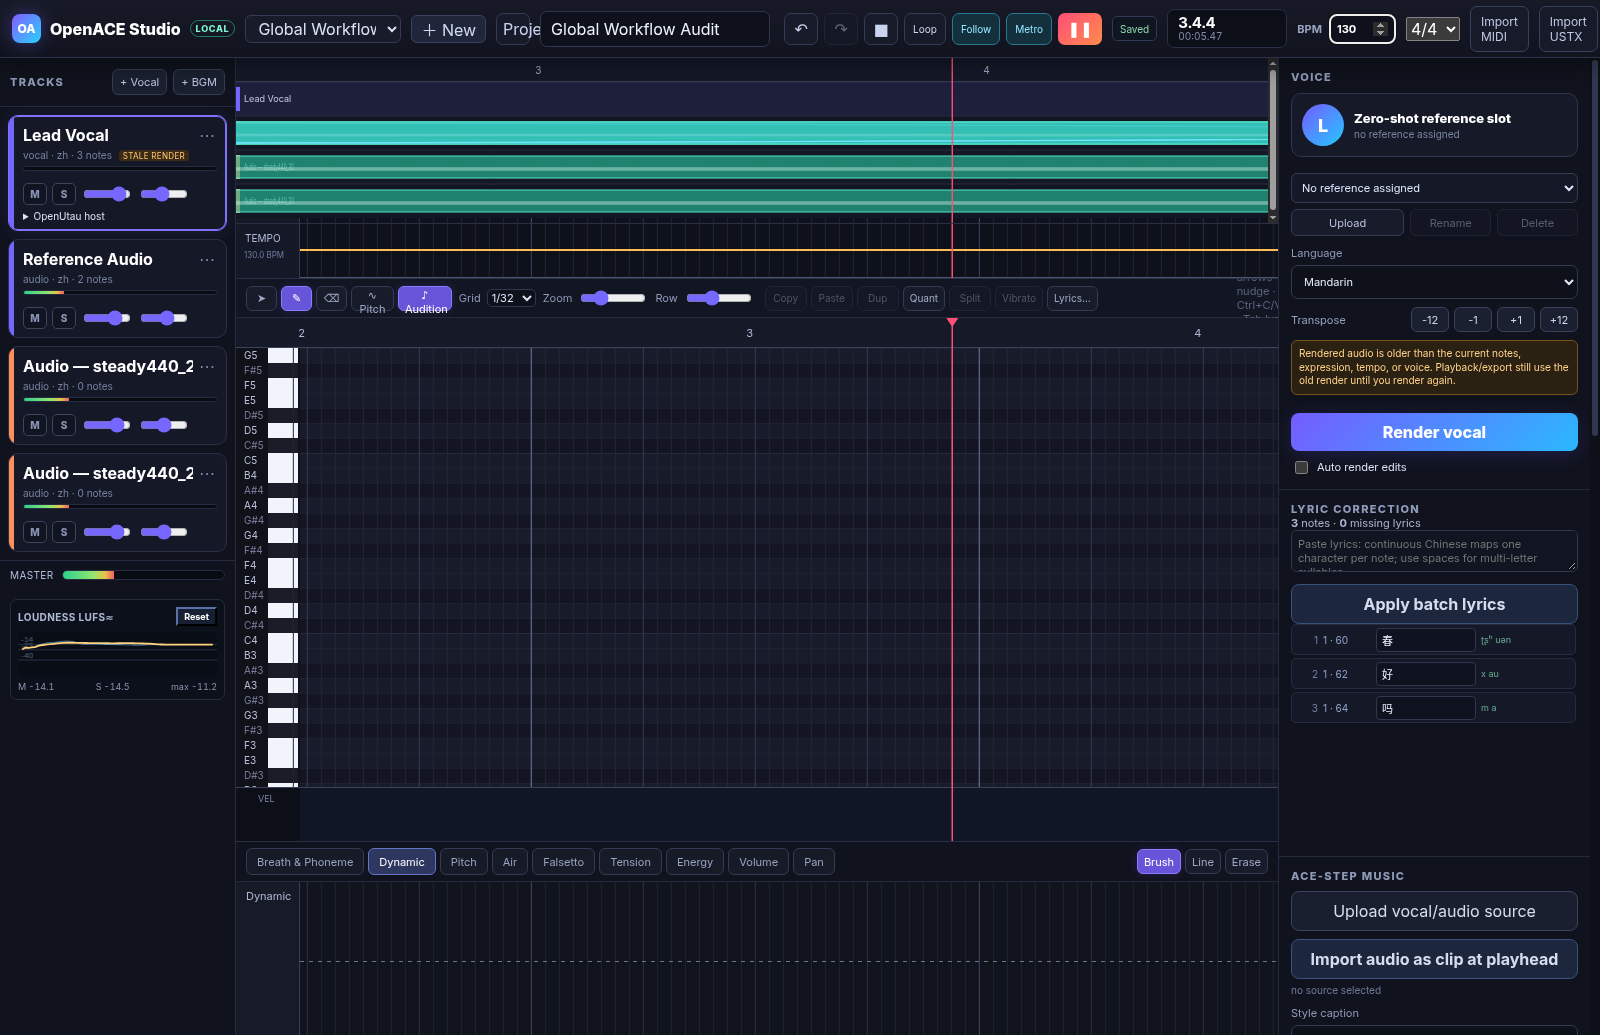 OA OpenACE Studio LOCAL Global Workflow + New Proje Global Workflow Audit Loop Follow Metro Saved 3.4.4 00:05.47 BPM 130 4/4 Import MIDI Import USTX
TRACKS + Vocal + BGM
Lead Vocal
vocal · zh · 3 notes STALE RENDER
M S
OpenUtau host
Reference Audio
audio · zh · 2 notes
M S
Audio — steady440_2
audio · zh · 0 notes
M S
Audio — steady440_2
audio · zh · 0 notes
M S
MASTER
LOUDNESS LUFS≈ Reset
-14
-40
M -14.1 S -14.5 max -11.2
3 4
Lead Vocal
TEMPO
130.0 BPM
Pitch Audition Grid 1/32 Zoom Row Copy Paste Dup Quant Split Vibrato Lyrics...
nudge ·
2 3 4
G5
F#5
F5
E5
D#5
D5
C#5
C5
B4
A#4
A4
G#4
G4
F#4
F4
E4
D#4
D4
C#4
C4
B3
A#3
A3
G#3
G3
F#3
F3
E3
D#3
VEL
Breath & Phoneme Dynamic Pitch Air Falsetto Tension Energy Volume Pan Brush Line Erase
Dynamic
VOICE
L Zero-shot reference slot
no reference assigned
No reference assigned
Upload Rename Delete
Language
Mandarin
Transpose -12 -1 +1 +12
Rendered audio is older than the current notes,
expression, tempo, or voice. Playback/export still use the
old render until you render again.
Render vocal
Auto render edits
LYRIC CORRECTION
3 notes · 0 missing lyrics
Paste lyrics: continuous Chinese maps one
character per note; use spaces for multi-letter
syllables.
Apply batch lyrics
1 1 · 60 春 ʈʂʰ uən
2 1 · 62 好 x au
3 1 · 64 吗 m a
ACE-STEP MUSIC
Upload vocal/audio source
Import audio as clip at playhead
no source selected
Style caption